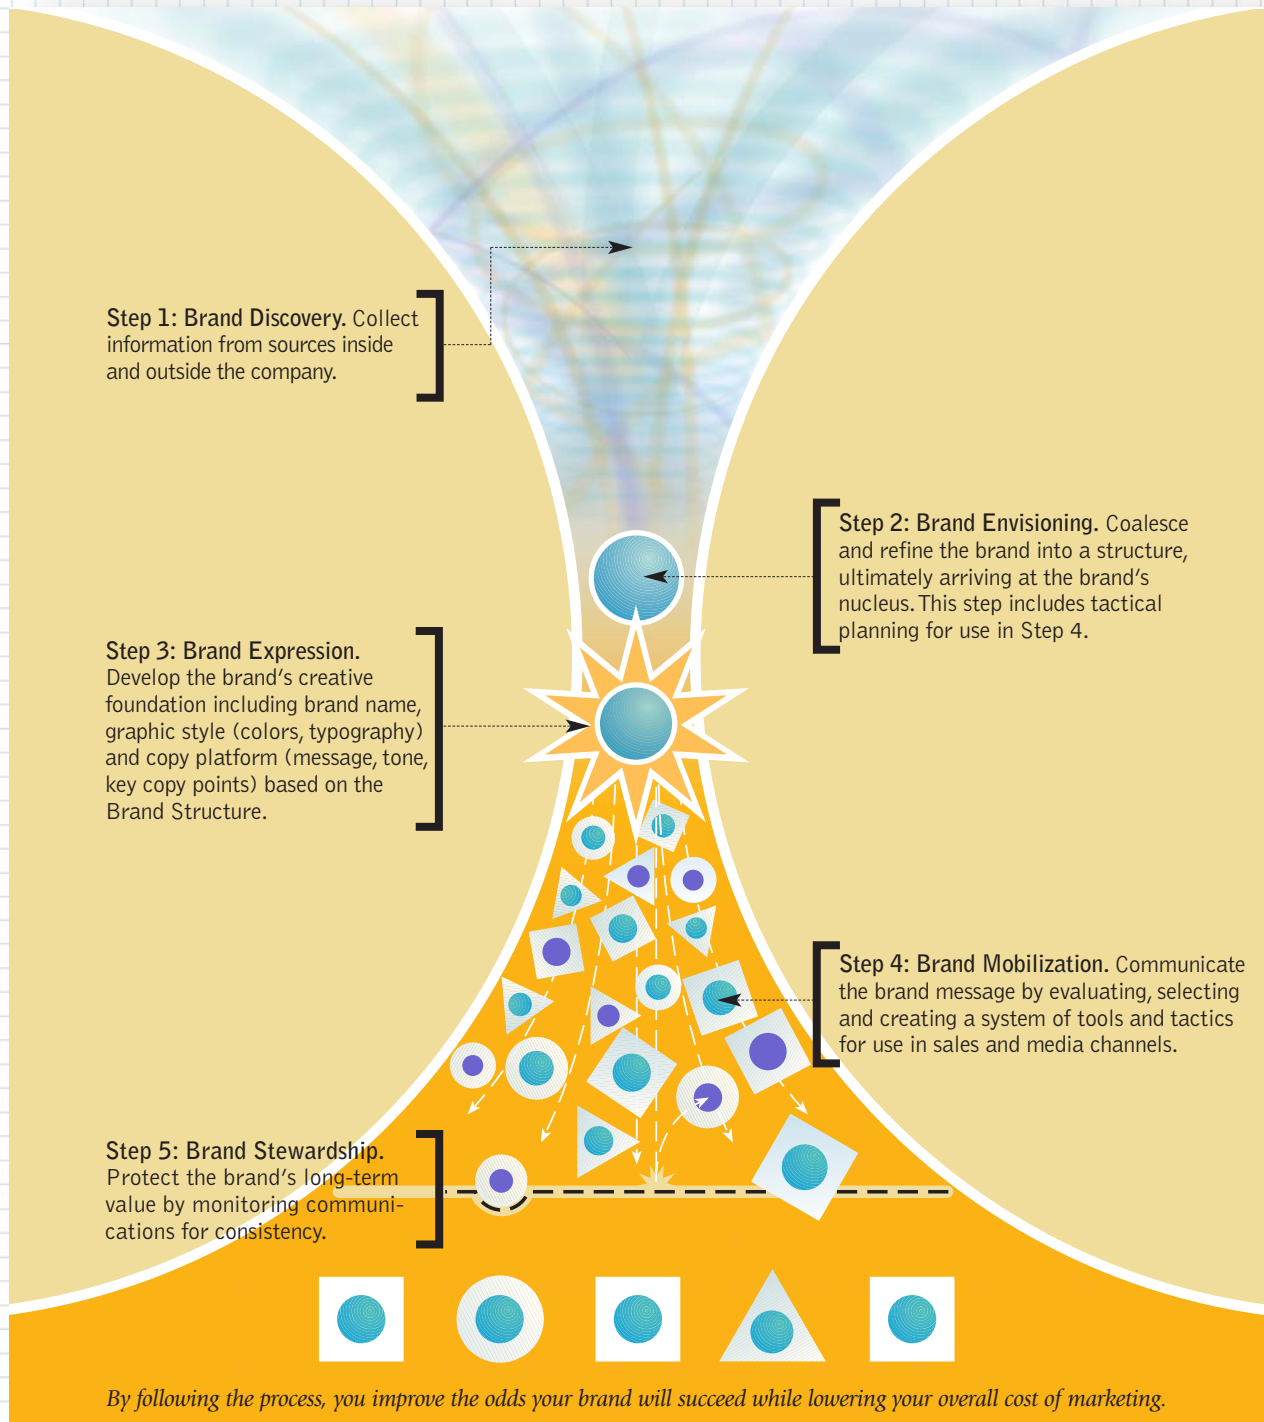 Step 1: Brand Discovery. Collect
information from sources inside
and outside the company.
Step 2: Brand Envisioning. Coalesce
and refine the brand into a structure,
ultimately arriving at the brand's
nucleus. This step includes tactical
planning for use in Step 4.
Step 3: Brand Expression.
Develop the brand's creative
foundation including brand name,
graphic style (colors, typography)
and copy platform (message, tone,
key copy points) based on the
Brand Structure.
Step 4: Brand Mobilization. Communicate
the brand message by evaluating, selecting
and creating a system of tools and tactics
for use in sales and media channels.
Step 5: Brand Stewardship.
Protect the brand's long-term
value by monitoring communi-
cations for consistency.
By following the process, you improve the odds your brand will succeed while lowering your overall cost of marketing.